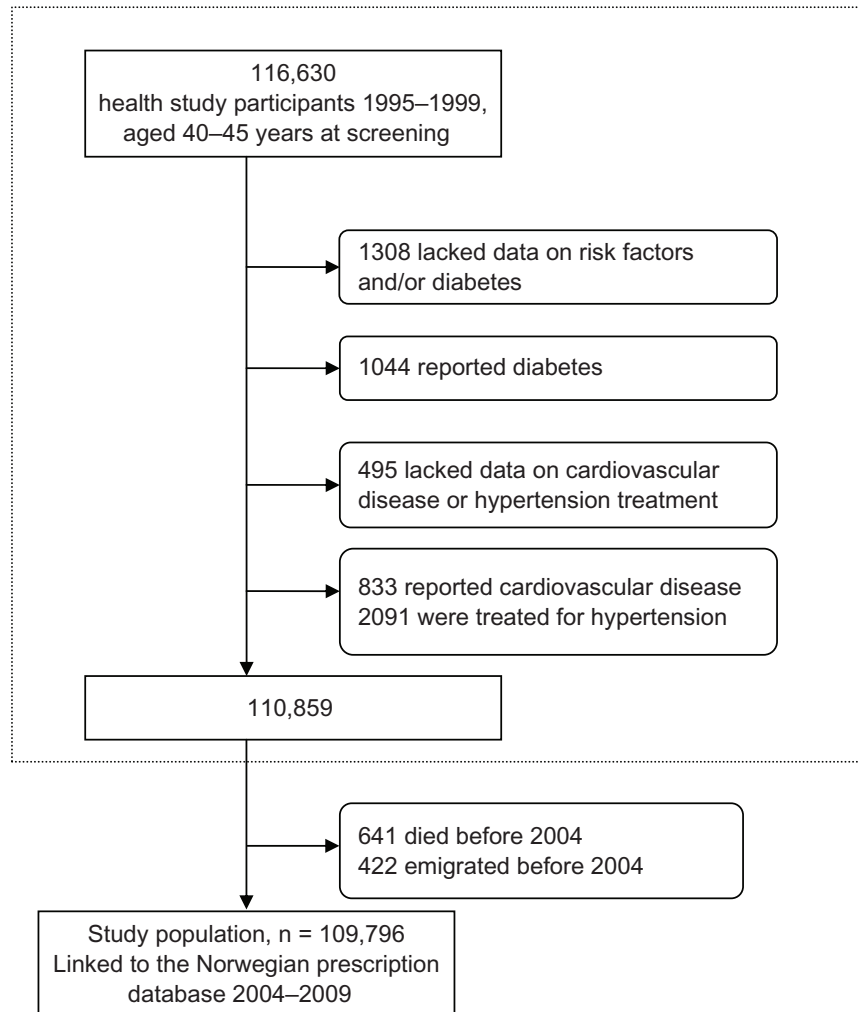 116,630
health study participants 1995–1999,
aged 40–45 years at screening
1308 lacked data on risk factors
and/or diabetes
1044 reported diabetes
495 lacked data on cardiovascular
disease or hypertension treatment
833 reported cardiovascular disease
2091 were treated for hypertension
110,859
641 died before 2004
422 emigrated before 2004
Study population, n = 109,796
Linked to the Norwegian prescription
database 2004–2009